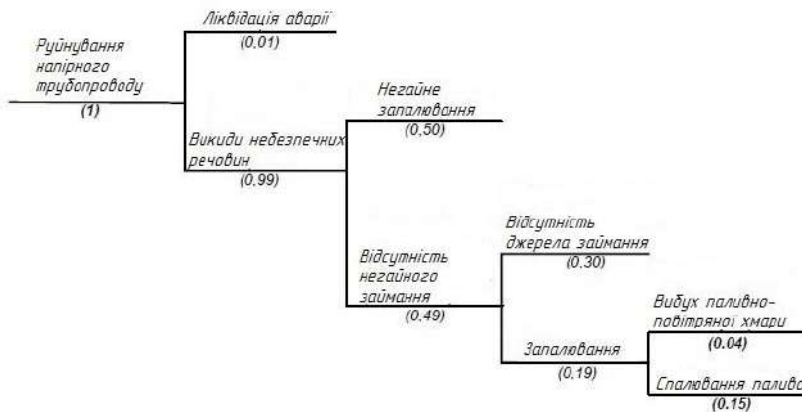 Ліквідація аварії
(0,01)
Руйнування
напірного
трубопроводу
(1)
Негайне
запалювання
(0,50)
Викиди небезпечних
речовин
(0,99)
Відсутність
джерела займання
(0.30)
Відсутність
негайного
займання
(0.49)
Вибух паливно-
повітряної хмари
(0.04)
Запалювання
(0,19)
Спалювання палива
(0.15)